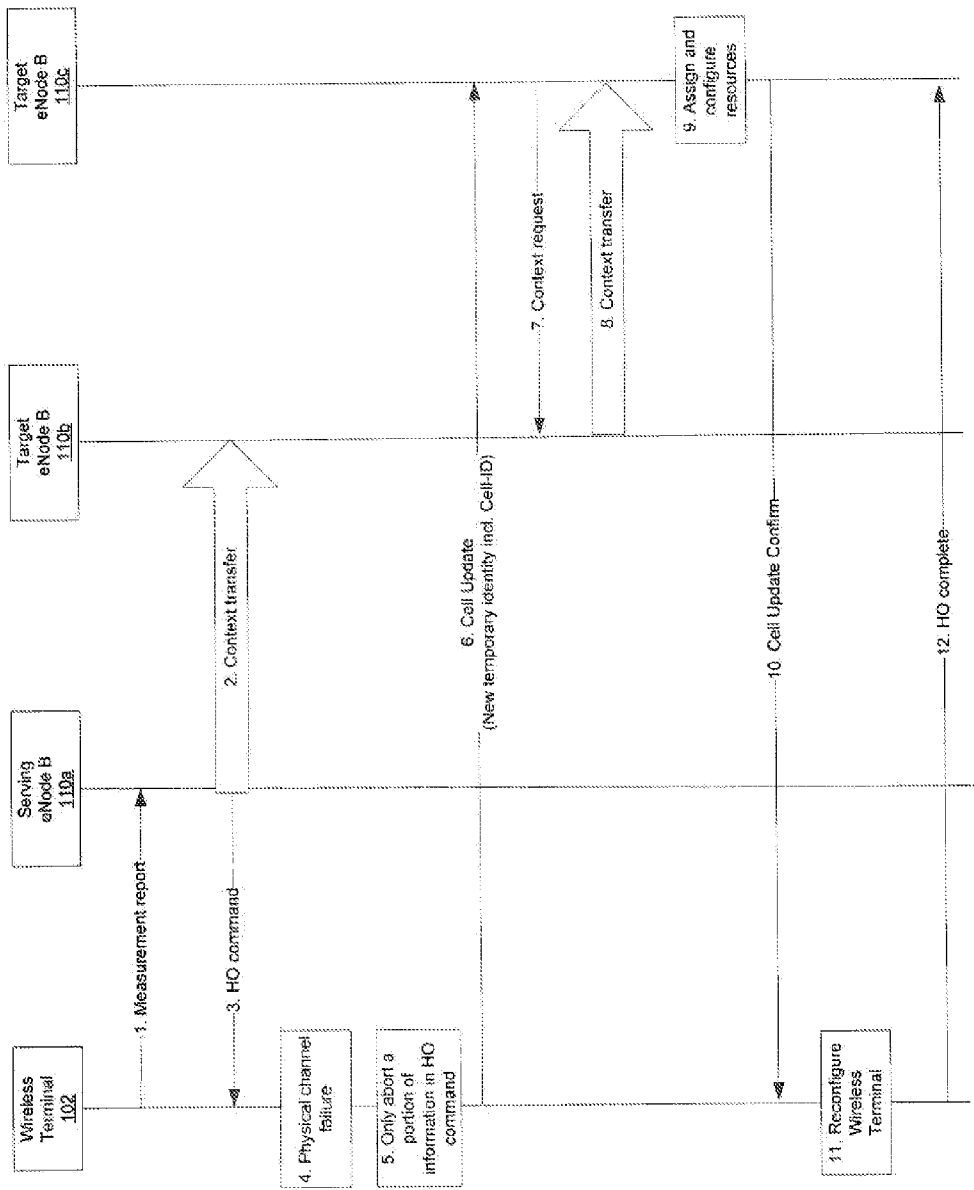 Wireless
Terminal
102
Serving
eNode B
110a
Target
eNode B
110b
Target
eNode B
110c
1. Measurement report
2. Context transfer
3. HO command
4. Physical channel
failure
5. Only abort a
portion of
information in HO
command
6. Cell Update
(New temporary identity incl. Cell-ID)
7. Context request
8. Context transfer
9. Assign and
configure
resources
10. Cell Update Confirm
11. Reconfigure
Wireless
Terminal
12. HO complete